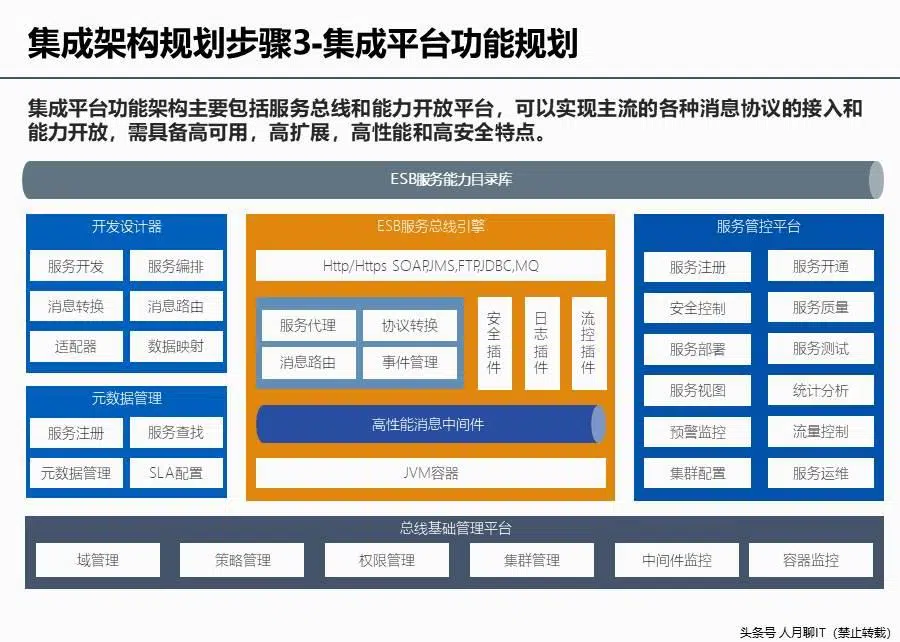 集成架构规划步骤3-集成平台功能规划
集成平台功能架构主要包括服务总线和能力开放平台，可以实现主流的各种消息协议的接入和
能力开放，需具备高可用，高扩展，高性能和高安全特点。
ESB服务能力目录库
开发设计器
服务开发 服务编排
消息转换 消息路由
适配器 数据映射
元数据管理
服务注册 服务查找
元数据管理 SLA配置
ESB服务总线引擎
Http/Https SOAP,JMS,FTP,JDBC,MQ
服务代理 协议转换
消息路由 事件管理
安全插件
日志插件
流控插件
高性能消息中间件
JVM容器
服务管控平台
服务注册 服务开通
安全控制 服务质量
服务部署 服务测试
服务视图 统计分析
预警监控 流量控制
集群配置 服务运维
总线基础管理平台
域管理 策略管理 权限管理 集群管理 中间件监控 容器监控
头条号 人月聊IT（禁止转载）